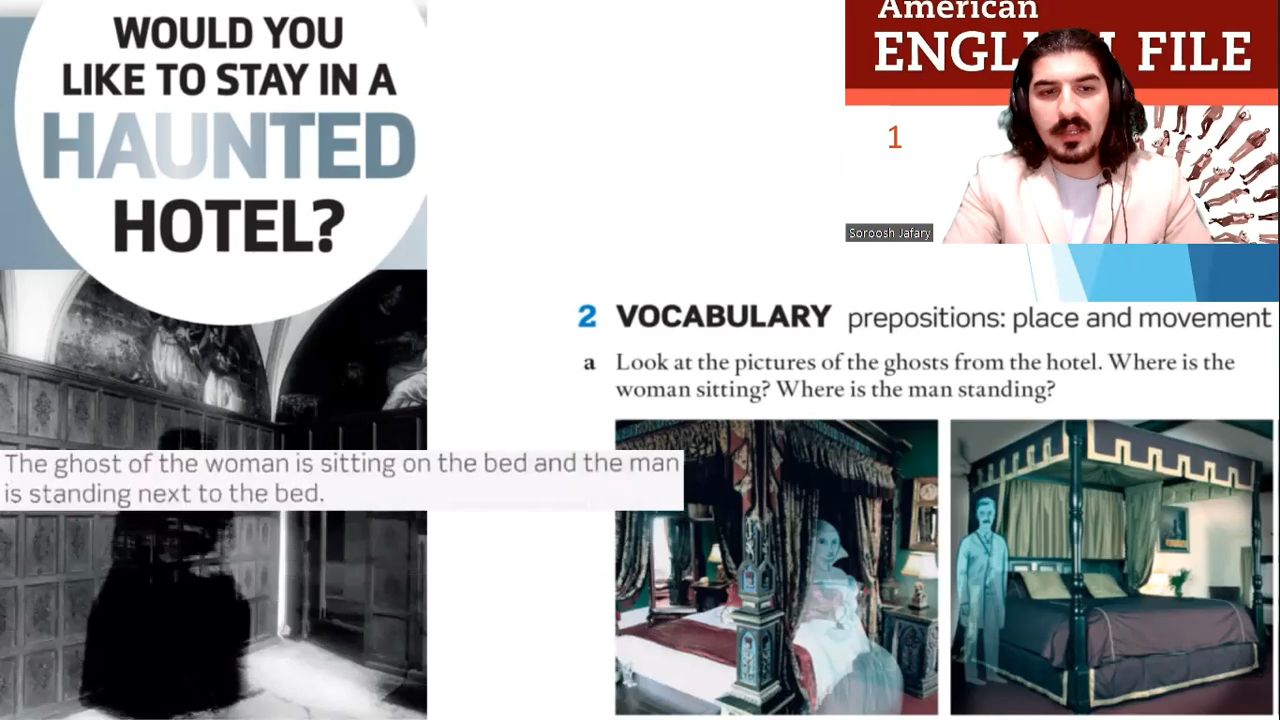 WOULD YOU
LIKE TO STAY IN A
HAUNTED
HOTEL?
The ghost of the woman is sitting on the bed and the man
is standing next to the bed.
American
ENGL H FILE
1
Soroosh Jafary
2 VOCABULARY prepositions: place and movement
a Look at the pictures of the ghosts from the hotel. Where is the
woman sitting? Where is the man standing?